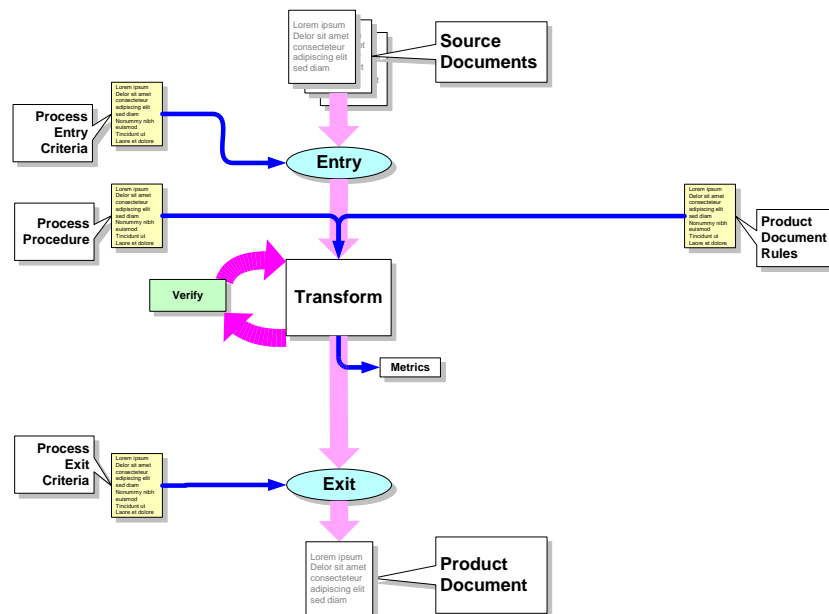 Lorem ipsum
Delor sit amet
consecteteur
adipiscing elit
sed diam
Source
Documents
Process
Entry
Criteria
Lorem ipsum
Delor sit amet
consecteteur
adipiscing elit
sed diam
Nonummy nibh
euismod
Tincidunt ut
Laore et dolore
Entry
Process
Procedure
Lorem ipsum
Delor sit amet
consecteteur
adipiscing elit
sed diam
Nonummy nibh
euismod
Tincidunt ut
Laore et dolore
Lorem ipsum
Delor sit amet
consecteteur
adipiscing elit
sed diam
Nonummy nibh
euismod
Tincidunt ut
Laore et dolore
Product
Document
Rules
Verify
Transform
Metrics
Process
Exit
Criteria
Lorem ipsum
Delor sit amet
consecteteur
adipiscing elit
sed diam
Nonummy nibh
euismod
Tincidunt ut
Laore et dolore
Exit
Lorem ipsum
Delor sit amet
consecteteur
adipiscing elit
sed diam
Product
Document